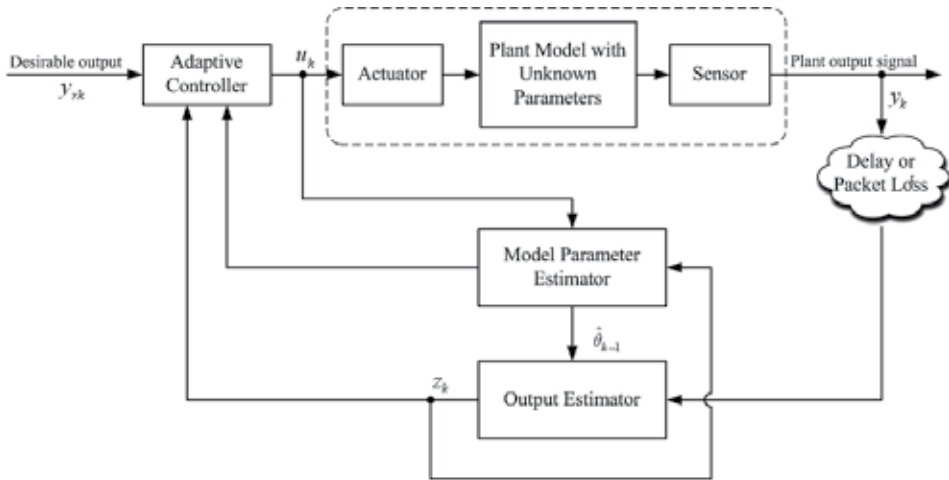 Desirable output
y_rk
Adaptive
Controller
u_k
Actuator
Plant Model with
Unknown
Parameters
Sensor
Plant output signal
y_k
Delay or
Packet Loss
Model Parameter
Estimator
θ̂_{k-1}
z_k
Output Estimator